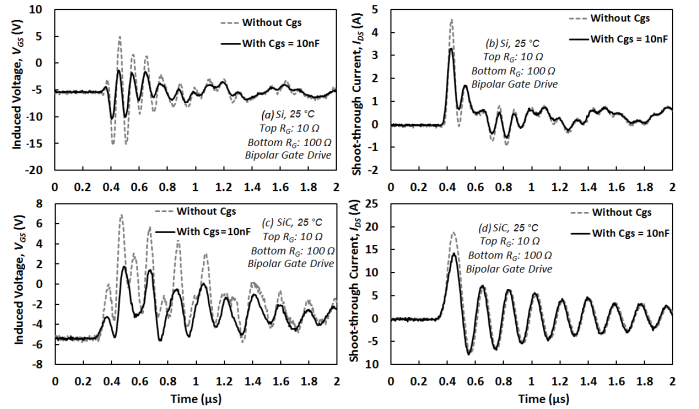 Induced Voltage, VGS (V)
10
5
0
-5
-10
-15
-20
Without Cgs
With Cgs = 10nF
(a) Si, 25 °C
Top RG: 10 Ω
Bottom RG: 100 Ω
Bipolar Gate Drive
0 0.2 0.4 0.6 0.8 1 1.2 1.4 1.6 1.8 2
Shoot-through Current, IDS (A)
5
4
3
2
1
0
-1
-2
(b) Si, 25 °C
Top RG: 10 Ω
Bottom RG: 100 Ω
Bipolar Gate Drive
Without Cgs
With Cgs = 10nF
0 0.2 0.4 0.6 0.8 1 1.2 1.4 1.6 1.8 2
Induced Voltage, VGS (V)
8
6
4
2
0
-2
-4
-6
-8
Without Cgs
With Cgs=10nF
(c) SiC, 25 °C
Top RG: 10 Ω
Bottom RG: 100 Ω
Bipolar Gate Drive
0 0.2 0.4 0.6 0.8 1 1.2 1.4 1.6 1.8 2
Time (µs)
Shoot-through Current, IDS (A)
25
20
15
10
5
0
5
10
(d) SiC, 25 °C
Top RG: 10 Ω
Bottom RG: 100 Ω
Bipolar Gate Drive
Without Cgs
With Cgs = 10nF
0 0.2 0.4 0.6 0.8 1 1.2 1.4 1.6 1.8 2
Time (µs)